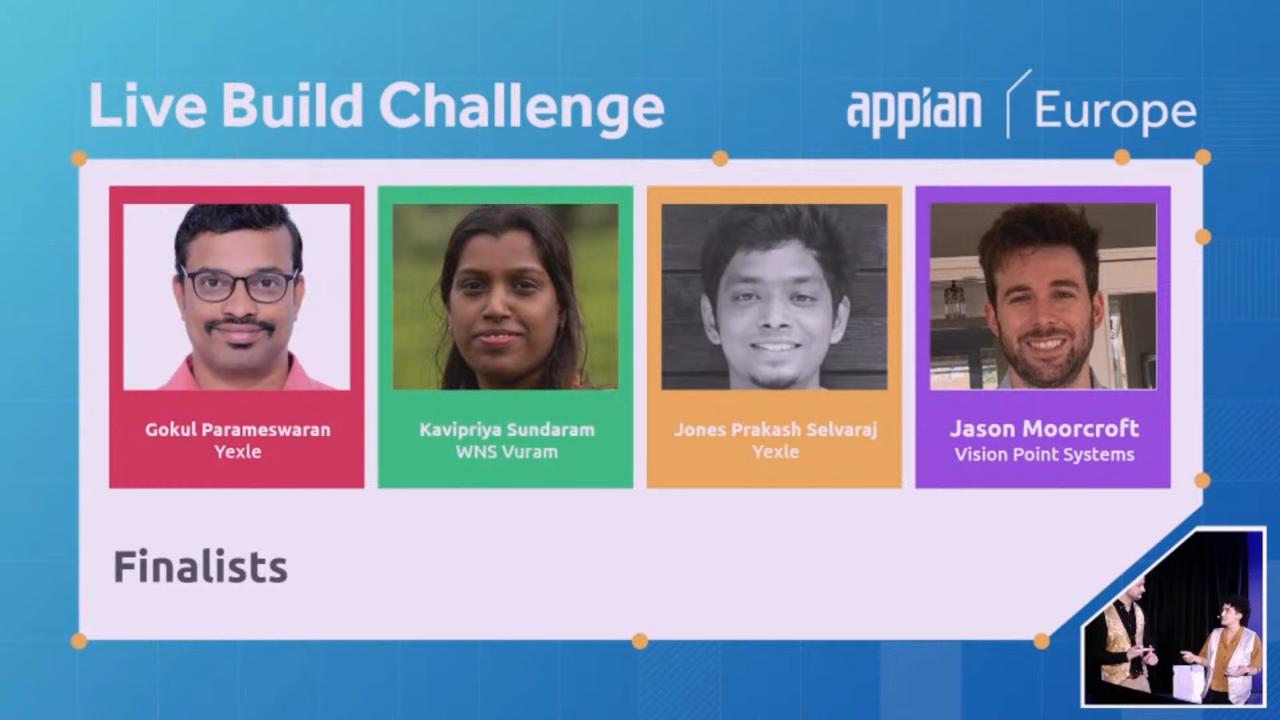 Live Build Challenge
appian Europe
Gokul Parameswaran
Yexle
Kavipriya Sundaram
WNS Vuram
Jones Prakash Selvaraj
Yexle
Jason Moorcroft
Vision Point Systems
Finalists